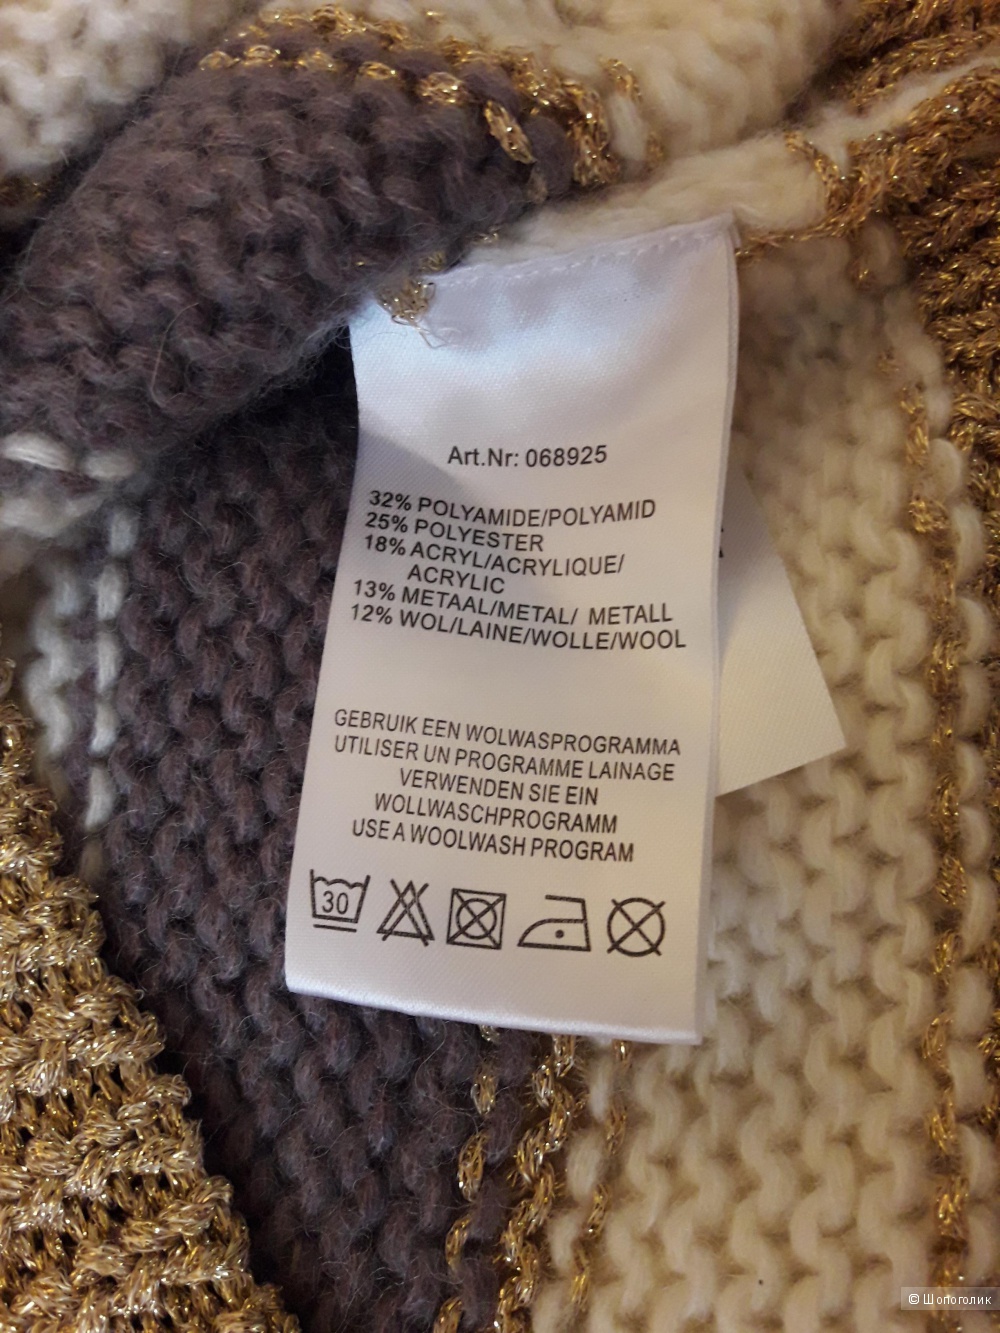 Art.Nr: 068925
32% POLYAMIDE/POLYAMID
25% POLYESTER
18% ACRYL/ACRYLIQUE/
ACRYLIC
13% METAAL/METAL/ METALL
12% WOL/LAINE/WOLLE/WOOL
GEBRUIK EEN WOLWASPROGRAMMA
UTILISER UN PROGRAMME LAINAGE
VERWENDEN SIE EIN
WOLLWASCHPROGRAMM
USE A WOOLWASH PROGRAM
30
© Шопоголик